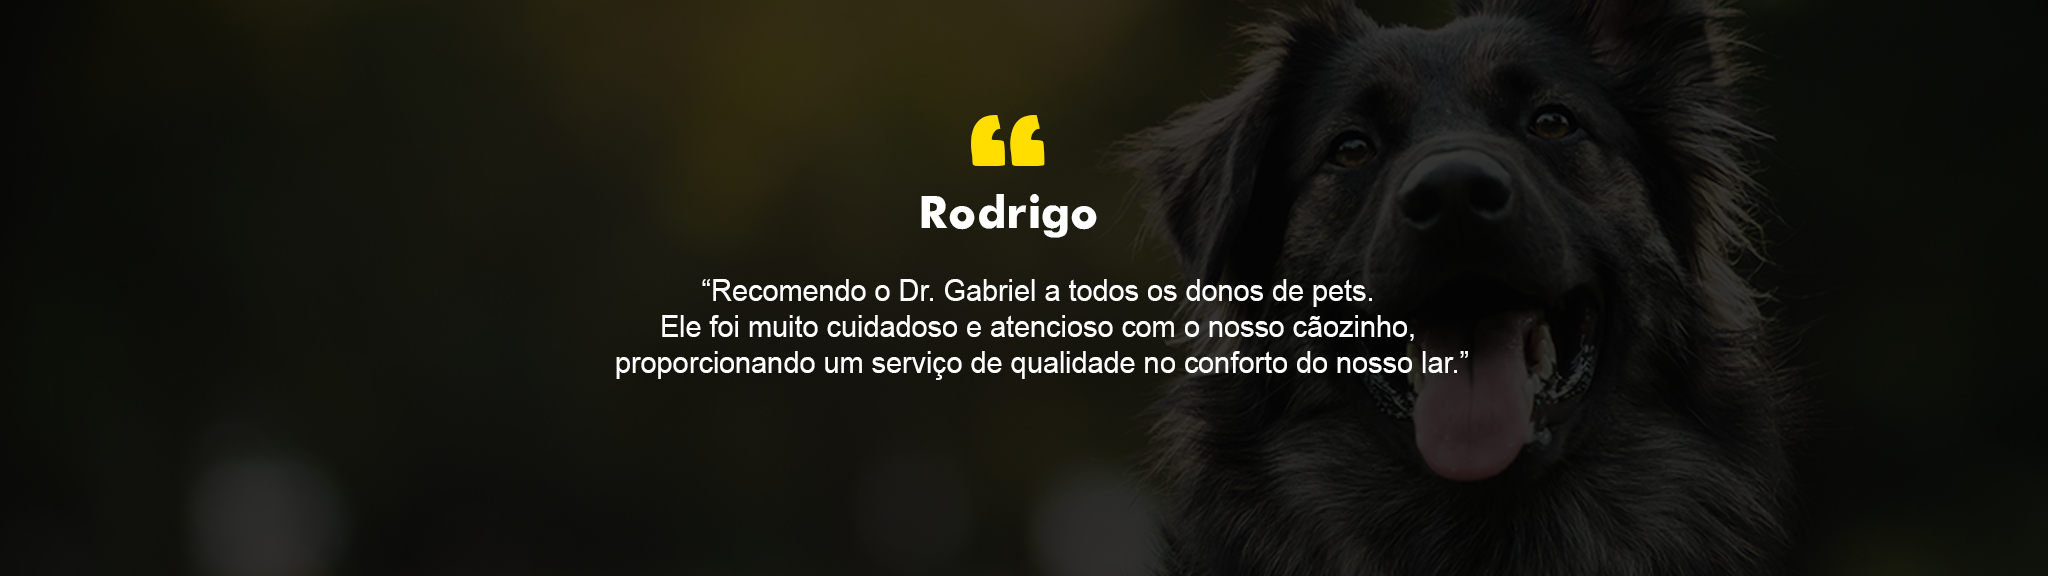 Rodrigo
“Recomendo o Dr. Gabriel a todos os donos de pets.
Ele foi muito cuidadoso e atencioso com o nosso cãozinho,
proporcionando um serviço de qualidade no conforto do nosso lar.”